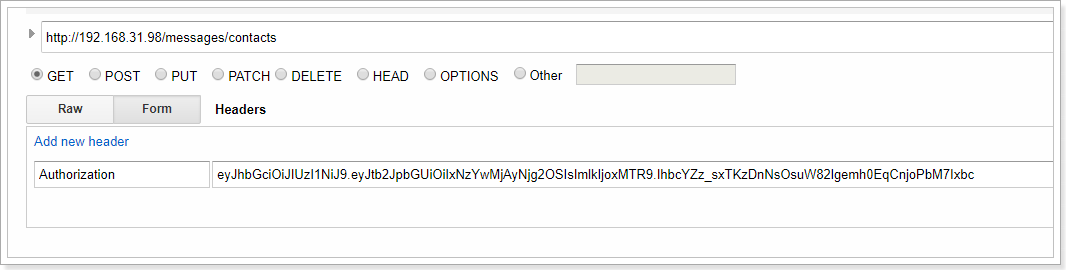 http://192.168.31.98/messages/contacts
GET POST PUT PATCH DELETE HEAD OPTIONS Other
Raw Form Headers
Add new header
Authorization eyJhbGciOiJIUzI1NiJ9.eyJtb2JpbGUiOiIxNzYwMjAyNjg2OSIsImlkIjoxMTR9.IhbcYZz_sxTKzDnNsOsuW82Igemh0EqCnjoPbM7Ixbc